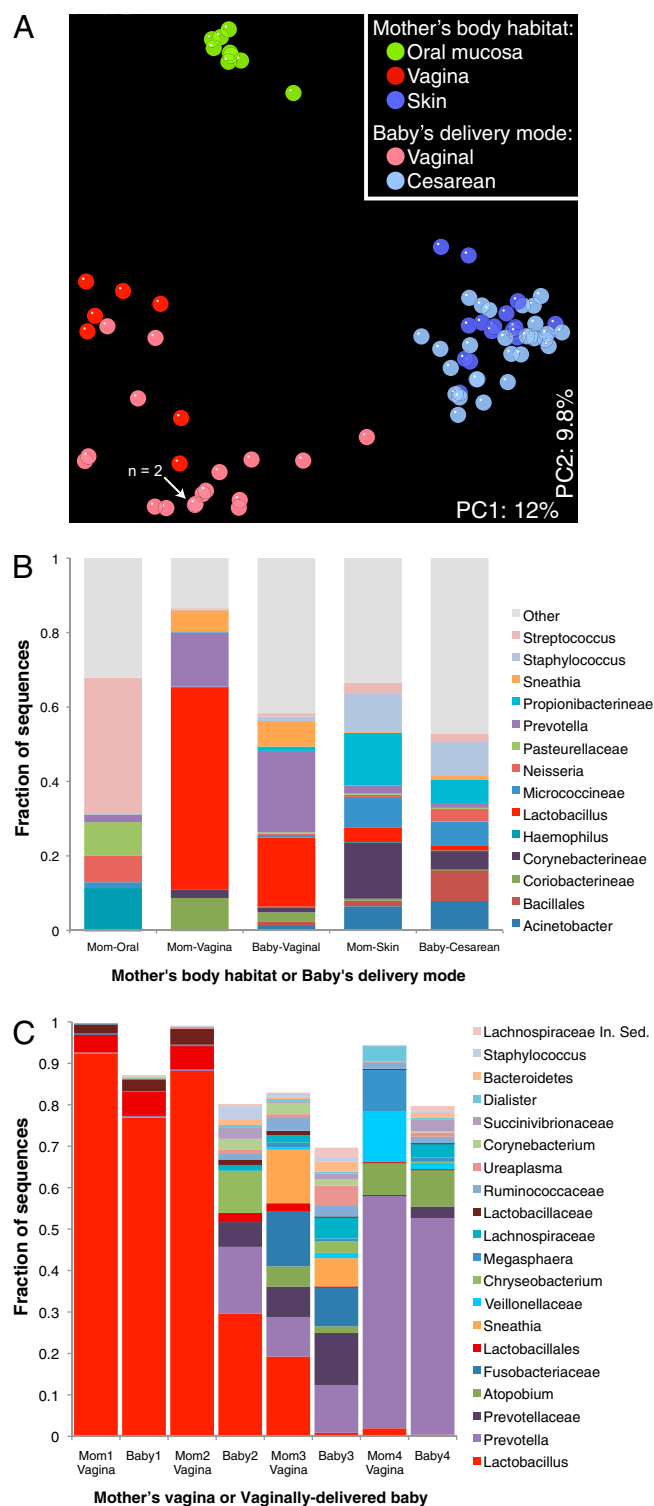 A
Mother's body habitat:
Oral mucosa
Vagina
Skin
Baby's delivery mode:
Vaginal
Cesarean
n = 2
PC1: 12%
PC2: 9.8%
B
Fraction of sequences
1
0.8
0.6
0.4
0.2
0
Mom-Oral
Mom-Vagina
Baby-Vaginal
Mom-Skin
Baby-Cesarean
Mother's body habitat or Baby's delivery mode
Other
Streptococcus
Staphylococcus
Sneathia
Propionibacterineae
Prevotella
Pasteurellaceae
Neisseria
Micrococcineae
Lactobacillus
Haemophilus
Corynebacterineae
Coriobacterineae
Bacillales
Acinetobacter
C
Fraction of sequences
1
0.9
0.8
0.7
0.6
0.5
0.4
0.3
0.2
0.1
0
Mom1
Vagina
Baby1
Mom2
Vagina
Baby2
Mom3
Vagina
Baby3
Mom4
Vagina
Baby4
Mother's vagina or Vaginally-delivered baby
Lachnospiraceae In. Sed.
Staphylococcus
Bacteroidetes
Dialister
Succinivibrionaceae
Corynebacterium
Ureaplasma
Ruminococcaceae
Lactobacillaceae
Lachnospiraceae
Megasphaera
Chryseobacterium
Veillonellaceae
Sneathia
Lactobacillales
Fusobacteriaceae
Atopobium
Prevotellaceae
Prevotella
Lactobacillus